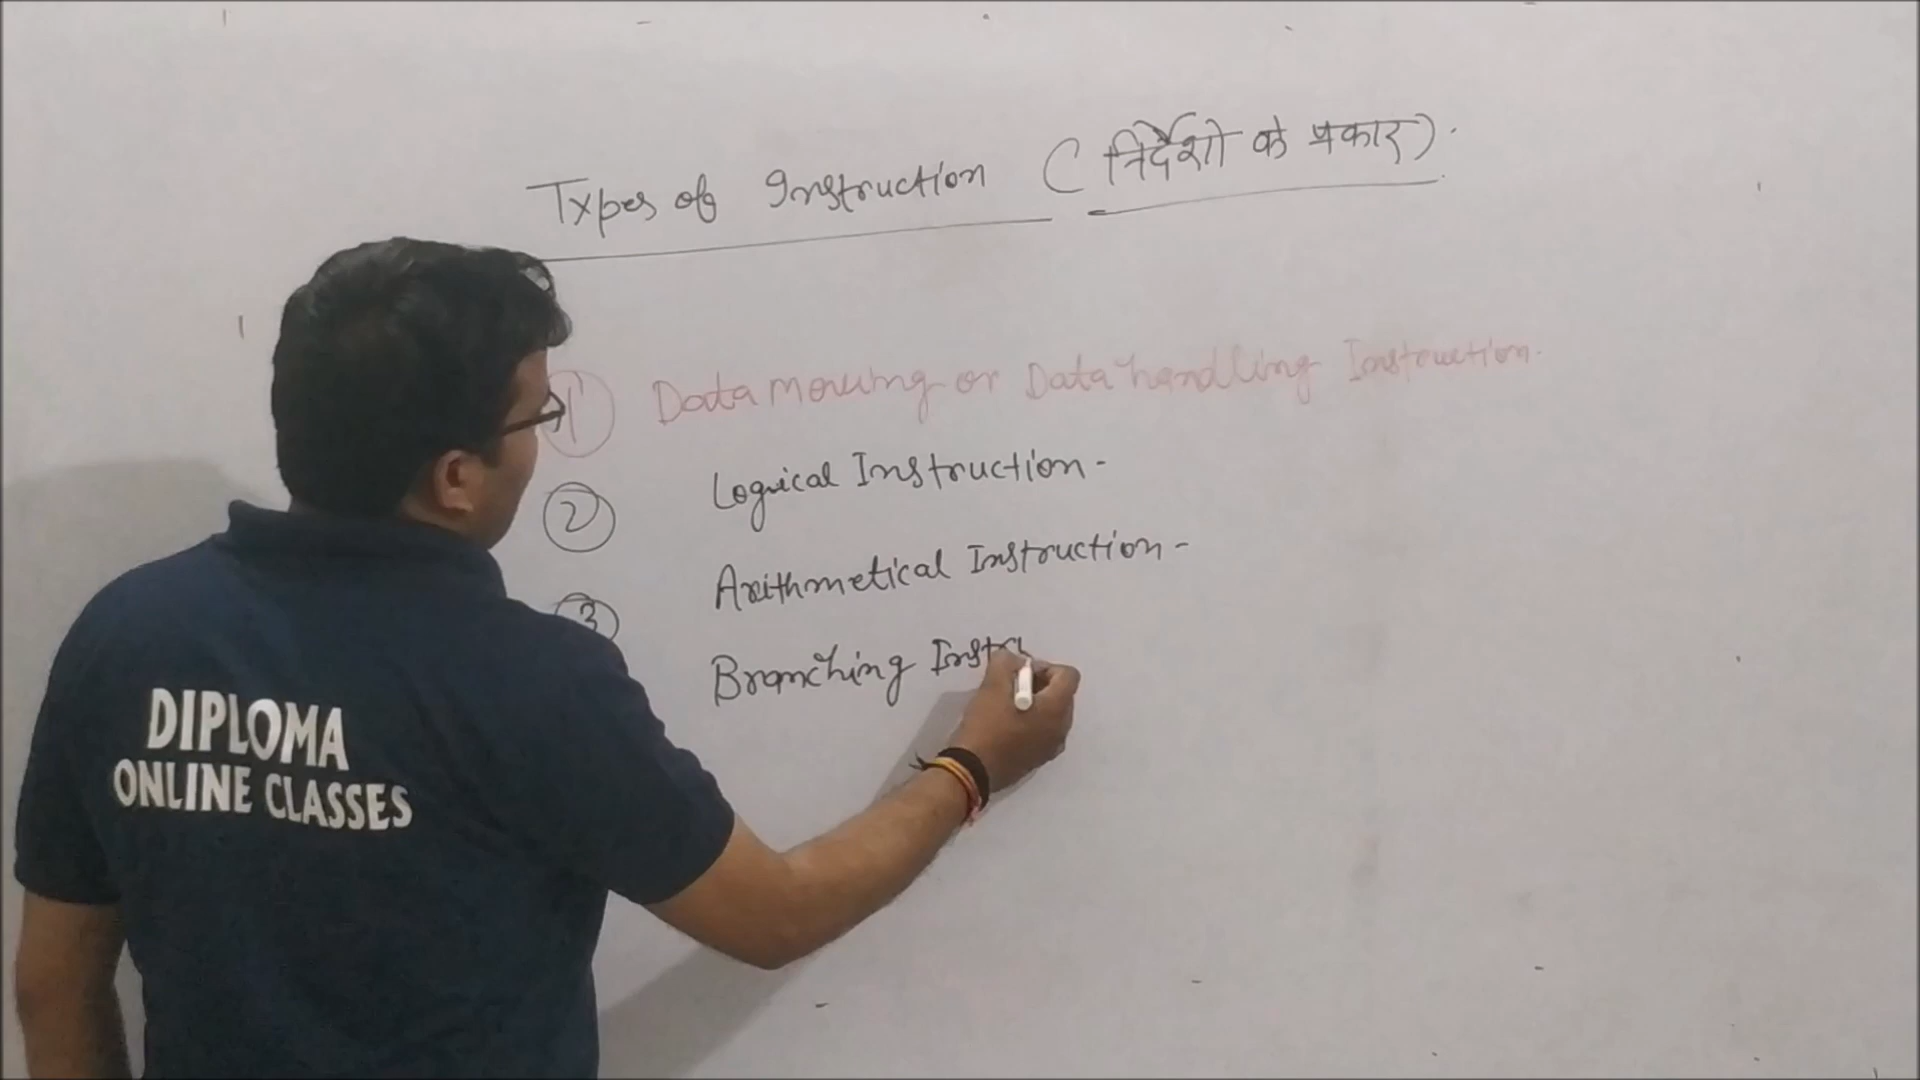 Types of Instruction ( निर्देशो के प्रकार).
① Data Moving or Data handling Instruction.
② Logical Instruction -
③ Arithmetical Instruction -
Branching Instru
DIPLOMA
ONLINE CLASSES